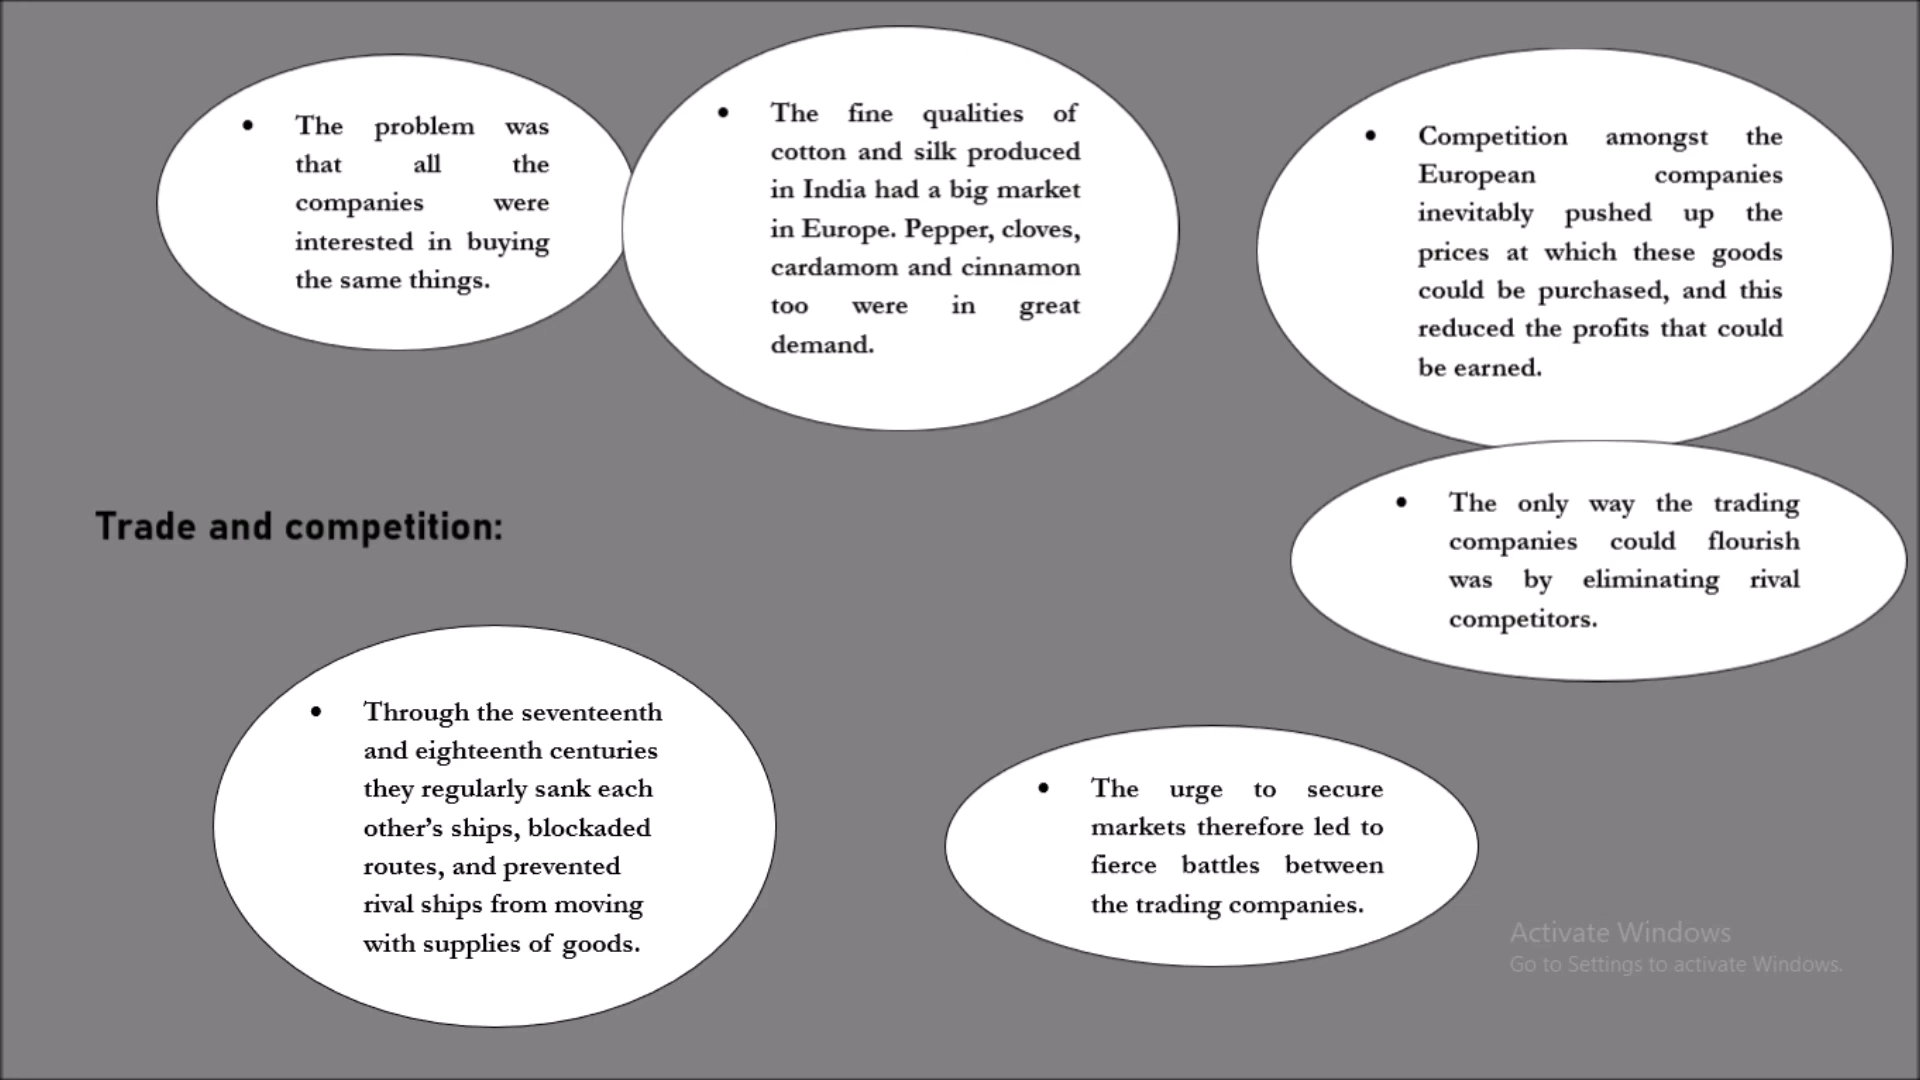 • The problem was
that all the
companies were
interested in buying
the same things.
• The fine qualities of
cotton and silk produced
in India had a big market
in Europe. Pepper, cloves,
cardamom and cinnamon
too were in great
demand.
• Competition amongst the
European companies
inevitably pushed up the
prices at which these goods
could be purchased, and this
reduced the profits that could
be earned.
• The only way the trading
companies could flourish
was by eliminating rival
competitors.
Trade and competition:
• Through the seventeenth
and eighteenth centuries
they regularly sank each
other’s ships, blockaded
routes, and prevented
rival ships from moving
with supplies of goods.
• The urge to secure
markets therefore led to
fierce battles between
the trading companies.
Activate Windows
Go to Settings to activate Windows.